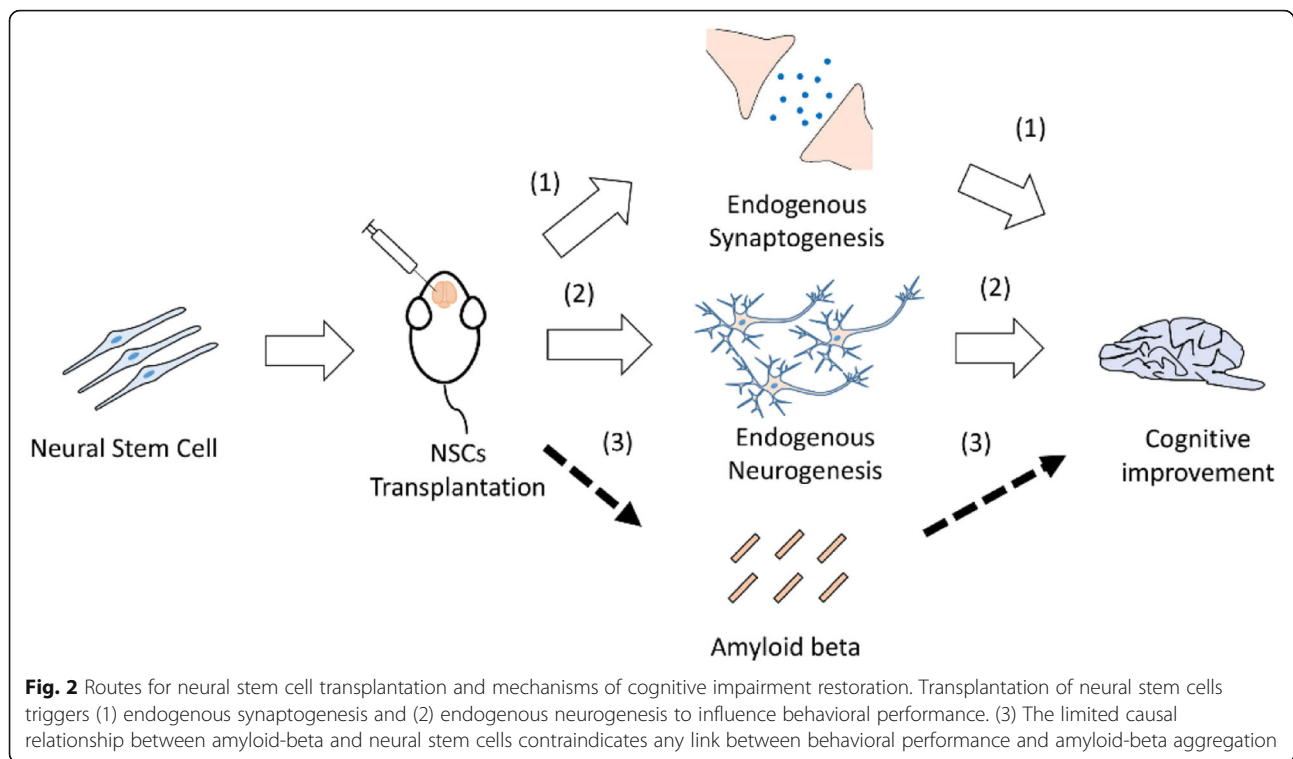 (1)
(1)
Endogenous
Synaptogenesis
(2)
(2)
Neural Stem Cell
NSCs
Transplantation
(3)
Endogenous
Neurogenesis
(3)
Cognitive
improvement
Amyloid beta
Fig. 2 Routes for neural stem cell transplantation and mechanisms of cognitive impairment restoration. Transplantation of neural stem cells
triggers (1) endogenous synaptogenesis and (2) endogenous neurogenesis to influence behavioral performance. (3) The limited causal
relationship between amyloid-beta and neural stem cells contraindicates any link between behavioral performance and amyloid-beta aggregation